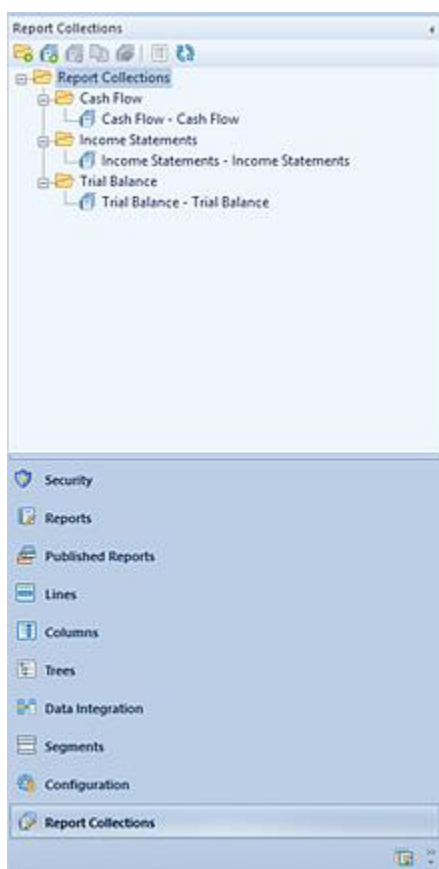 Report Collections
Report Collections
Cash Flow
Cash Flow - Cash Flow
Income Statements
Income Statements - Income Statements
Trial Balance
Trial Balance - Trial Balance
Security
Reports
Published Reports
Lines
Columns
Trees
Data Integration
Segments
Configuration
Report Collections